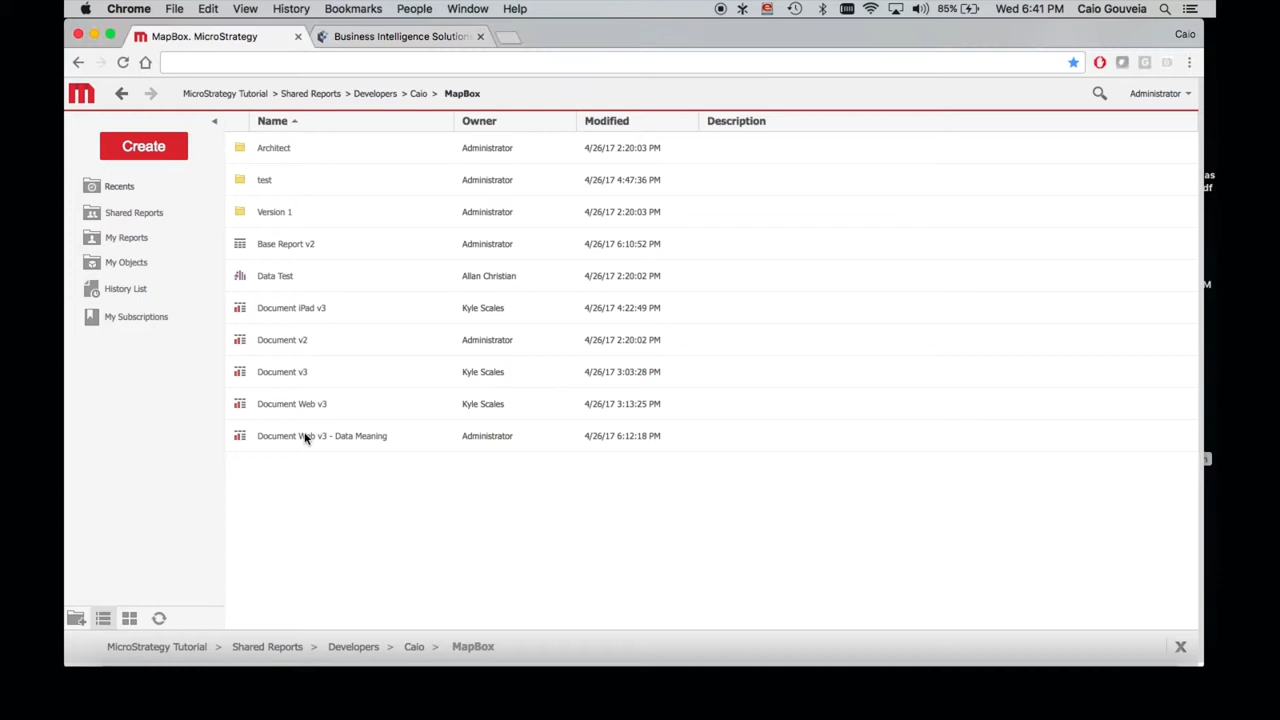 Chrome File Edit View History Bookmarks People Window Help 85% Wed 6:41 PM Caio Gouveia
MapBox. MicroStrategy Business Intelligence Solution Caio
MicroStrategy Tutorial > Shared Reports > Developers > Caio > MapBox Administrator
Create
Recents
Shared Reports
My Reports
My Objects
History List
My Subscriptions
Name Owner Modified Description
Architect Administrator 4/26/17 2:20:03 PM
test Administrator 4/26/17 4:47:36 PM
Version 1 Administrator 4/26/17 2:20:03 PM
Base Report v2 Administrator 4/26/17 6:10:52 PM
Data Test Allan Christian 4/26/17 2:20:02 PM
Document iPad v3 Kyle Scales 4/26/17 4:22:49 PM
Document v2 Administrator 4/26/17 2:20:02 PM
Document v3 Kyle Scales 4/26/17 3:03:28 PM
Document Web v3 Kyle Scales 4/26/17 3:13:25 PM
Document Web v3 - Data Meaning Administrator 4/26/17 6:12:18 PM
MicroStrategy Tutorial > Shared Reports > Developers > Caio > MapBox
as
df
M